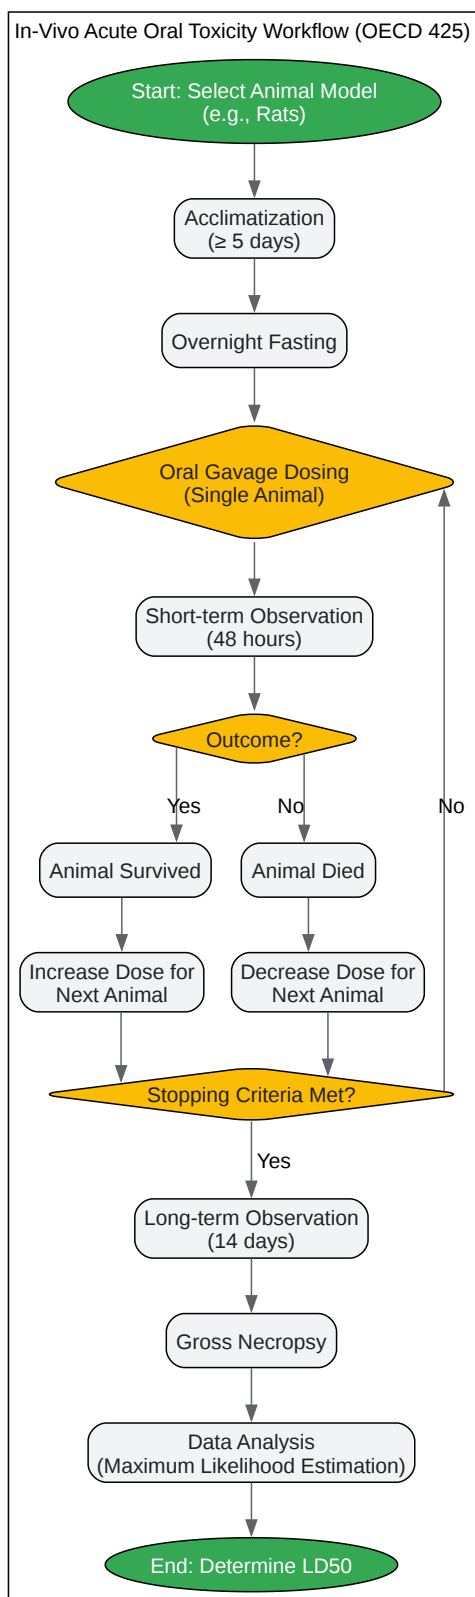 In-Vivo Acute Oral Toxicity Workflow (OECD 425)
Start: Select Animal Model
(e.g., Rats)
Acclimatization
(≥ 5 days)
Overnight Fasting
Oral Gavage Dosing
(Single Animal)
Short-term Observation
(48 hours)
Outcome?
Yes
No
No
Animal Survived
Animal Died
Increase Dose for
Next Animal
Decrease Dose for
Next Animal
Stopping Criteria Met?
Yes
Long-term Observation
(14 days)
Gross Necropsy
Data Analysis
(Maximum Likelihood Estimation)
End: Determine LD50